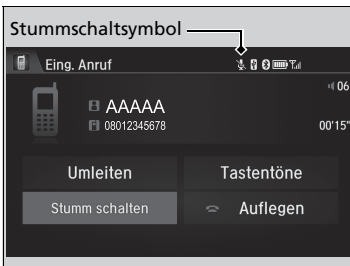 Stummschaltsymbol
Eing. Anruf
06
AAAAA
08012345678
00'15"
Umleiten
Tastentöne
Stumm schalten
Auflegen